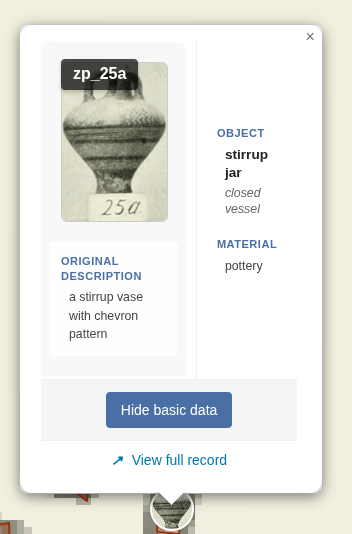 ×
zp_25a
25a.
ORIGINAL
DESCRIPTION
a stirrup vase
with chevron
pattern
OBJECT
stirrup
jar
closed
vessel
MATERIAL
pottery
Hide basic data
View full record